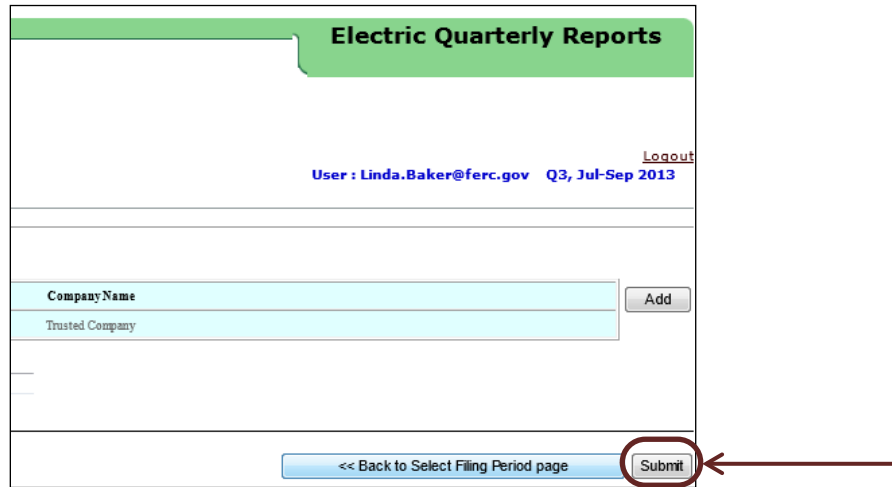 Electric Quarterly Reports
Logout
User : Linda.Baker@ferc.gov Q3, Jul-Sep 2013
Company Name
Add
Trusted Company
<< Back to Select Filing Period page
Submit